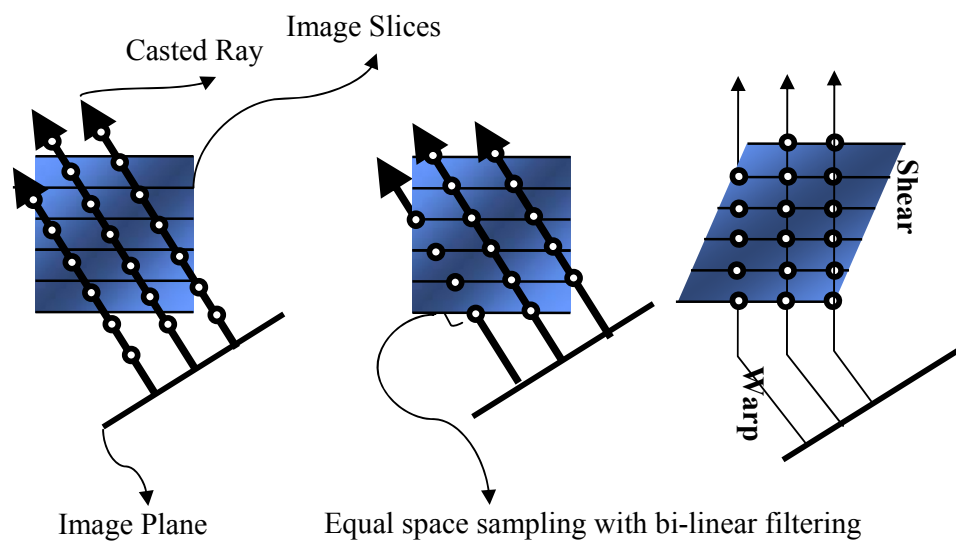 Image Slices
Casted Ray
Shear
Warp
Image Plane
Equal space sampling with bi-linear filtering